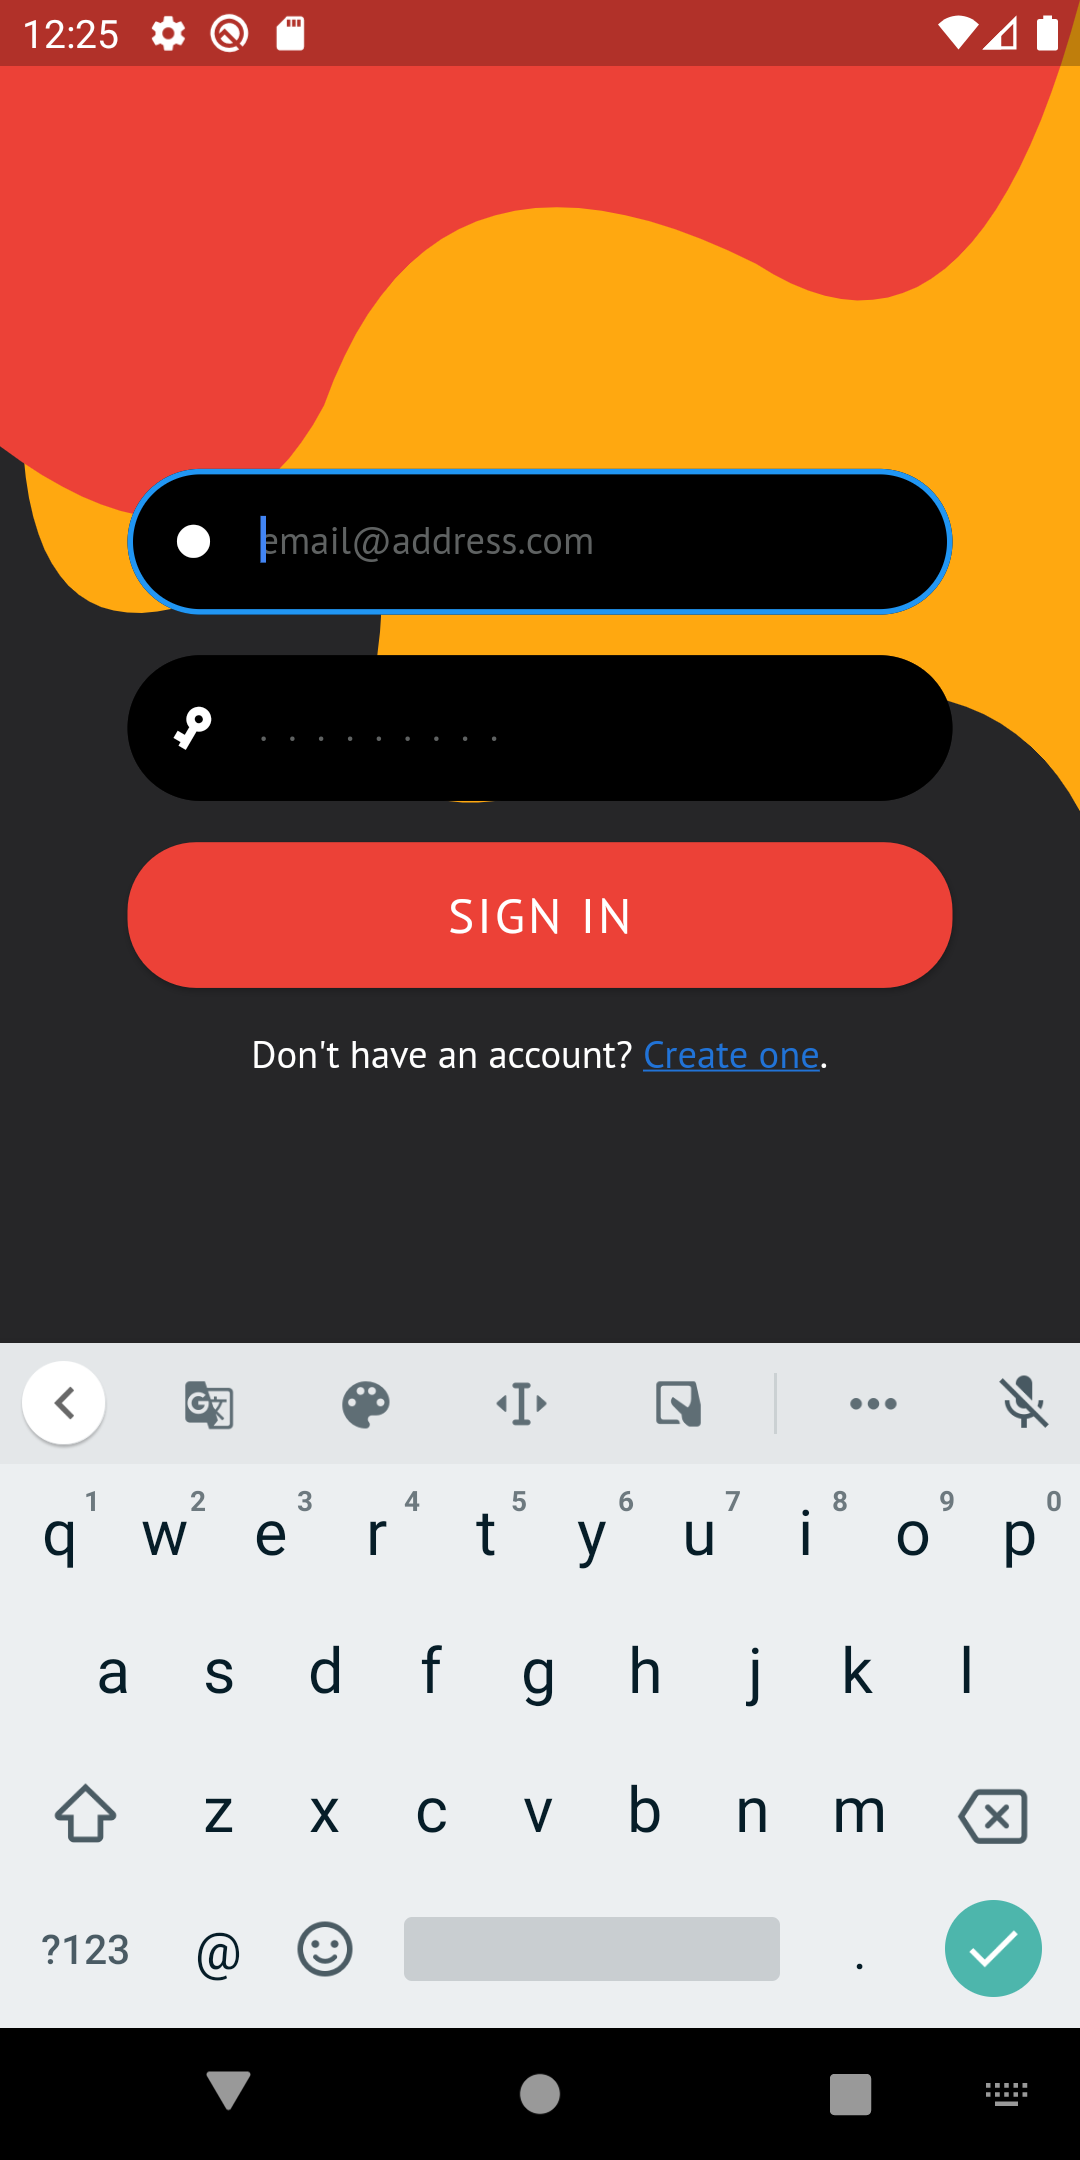 12:25
email@address.com
.........
SIGN IN
Don't have an account? Create one.
q 1 w 2 e 3 r 4 t 5 y 6 u 7 i 8 o 9 p 0
a s d f g h j k l
z x c v b n m
?123 @ .